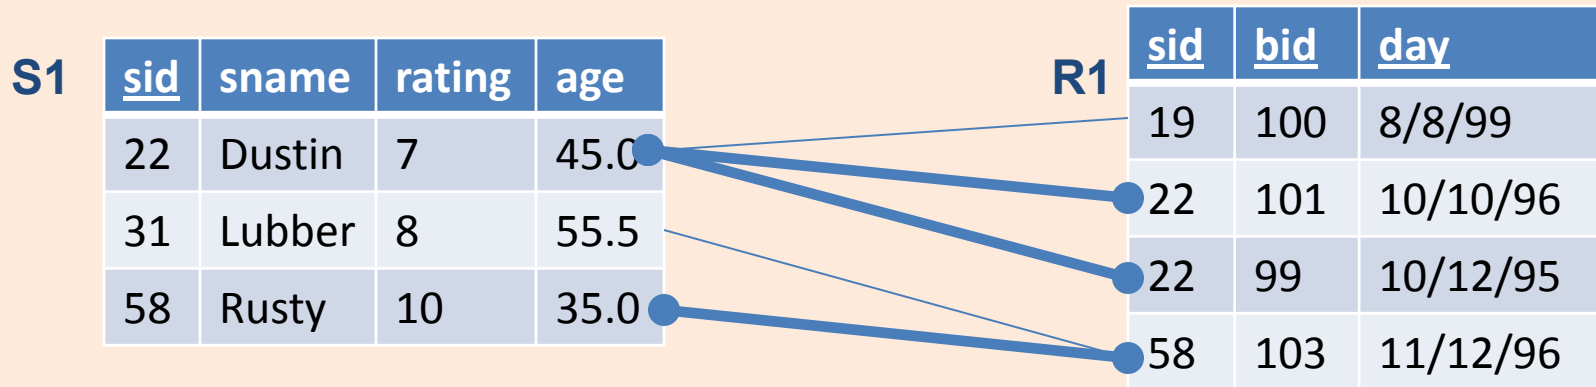 S1
sid sname rating age
22 Dustin 7 45.0
31 Lubber 8 55.5
58 Rusty 10 35.0
R1
sid bid day
19 100 8/8/99
22 101 10/10/96
22 99 10/12/95
58 103 11/12/96